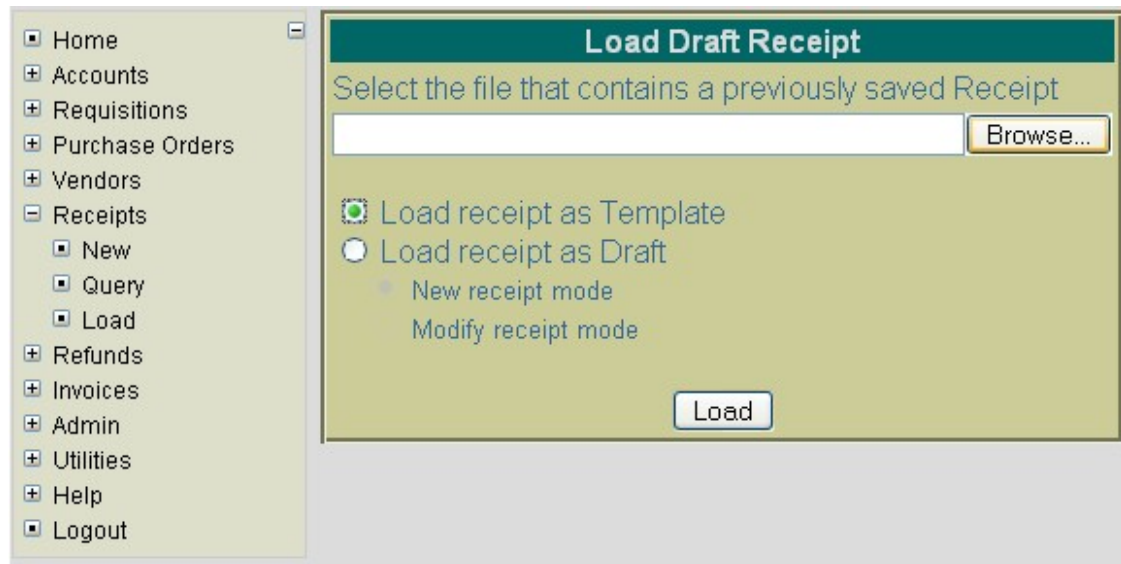 Home
Accounts
Requisitions
Purchase Orders
Vendors
Receipts
New
Query
Load
Refunds
Invoices
Admin
Utilities
Help
Logout
Load Draft Receipt
Select the file that contains a previously saved Receipt
Browse...
Load receipt as Template
Load receipt as Draft
New receipt mode
Modify receipt mode
Load